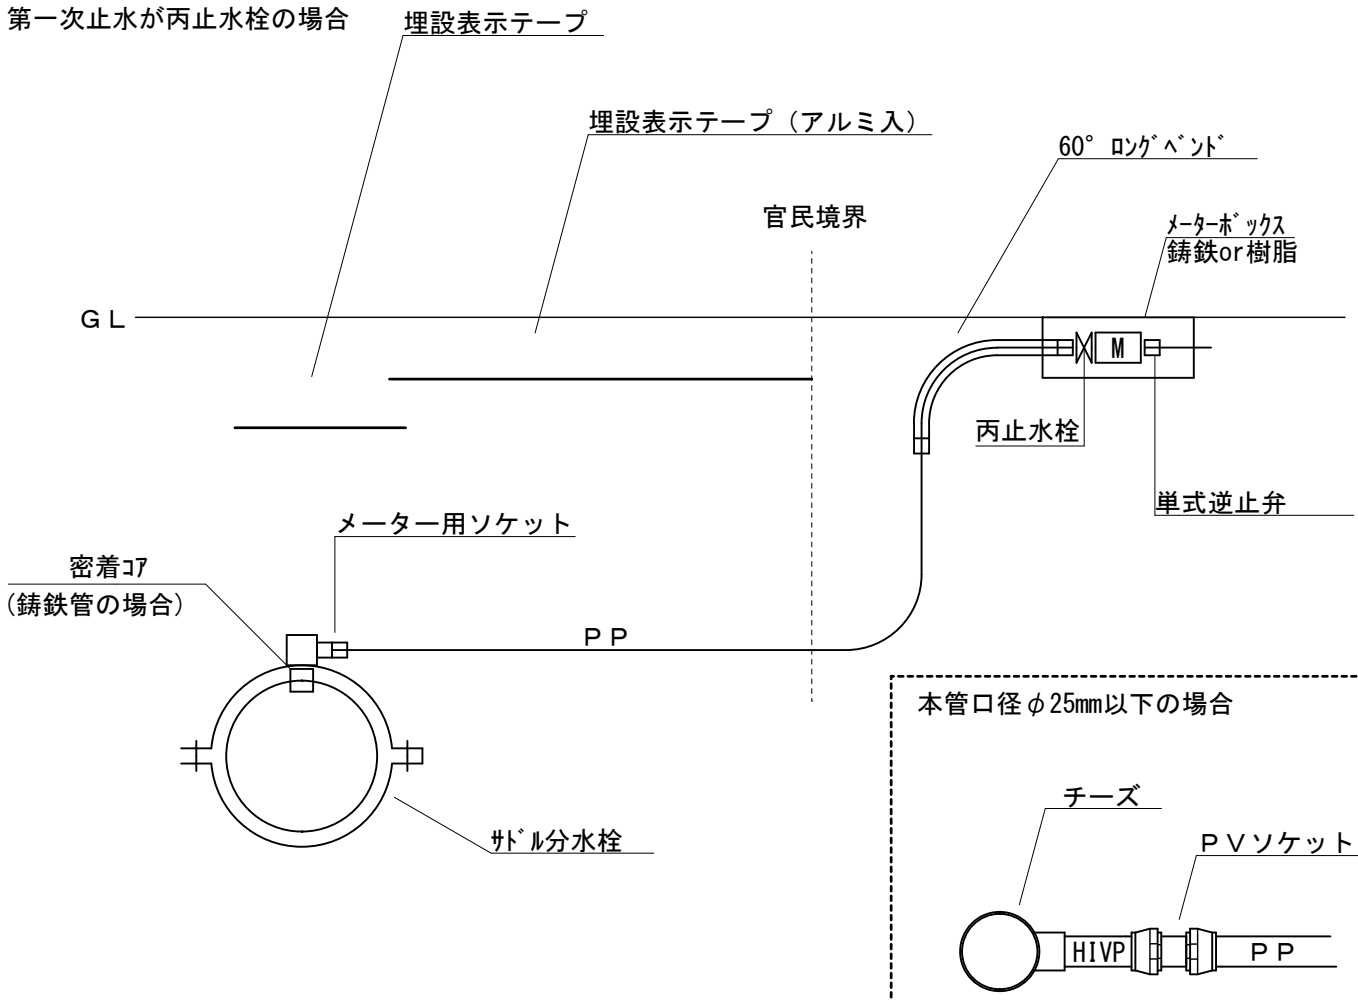 第一次止水が丙止水栓の場合
埋設表示テープ
埋設表示テープ（アルミ入）
60° ﾛﾝｸﾞﾍﾞﾝﾄﾞ
官民境界
ﾒｰﾀｰﾎﾞｯｸｽ
鋳鉄or樹脂
ＧＬ
M
丙止水栓
単式逆止弁
メーター用ソケット
密着ｺｱ
(鋳鉄管の場合)
ＰＰ
ｻﾄﾞﾙ分水栓
本管口径φ25mm以下の場合
チーズ
ＰＶソケット
HIVP
ＰＰ